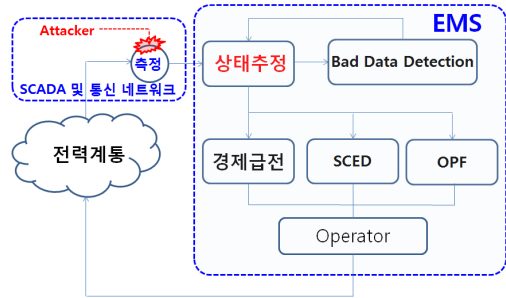 EMS
Attacker
측정
상태추정
Bad Data Detection
SCADA 및 통신 네트워크
전력계통
경제급전
SCED
OPF
Operator